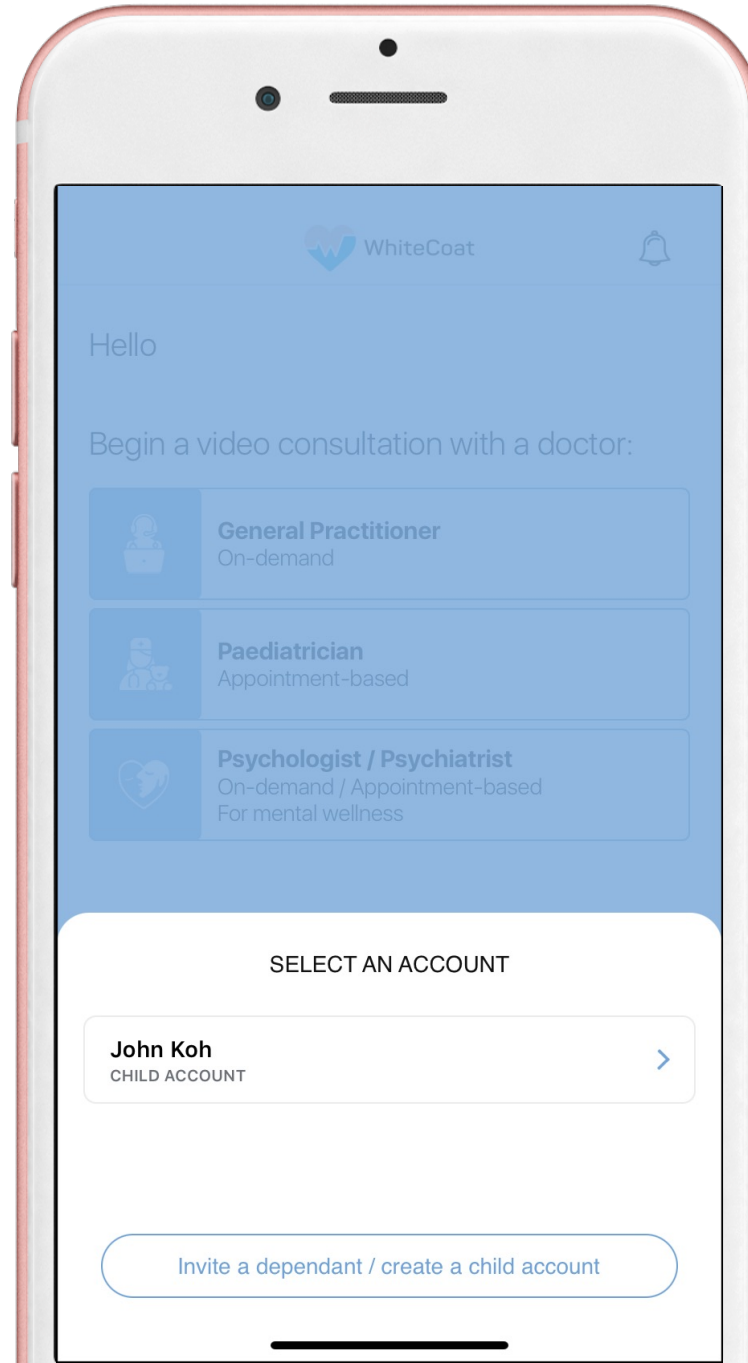 WhiteCoat
Hello
Begin a video consultation with a doctor:
General Practitioner
On-demand
Paediatrician
Appointment-based
Psychologist / Psychiatrist
On-demand / Appointment-based
For mental wellness
SELECT AN ACCOUNT
John Koh
CHILD ACCOUNT
Invite a dependant / create a child account